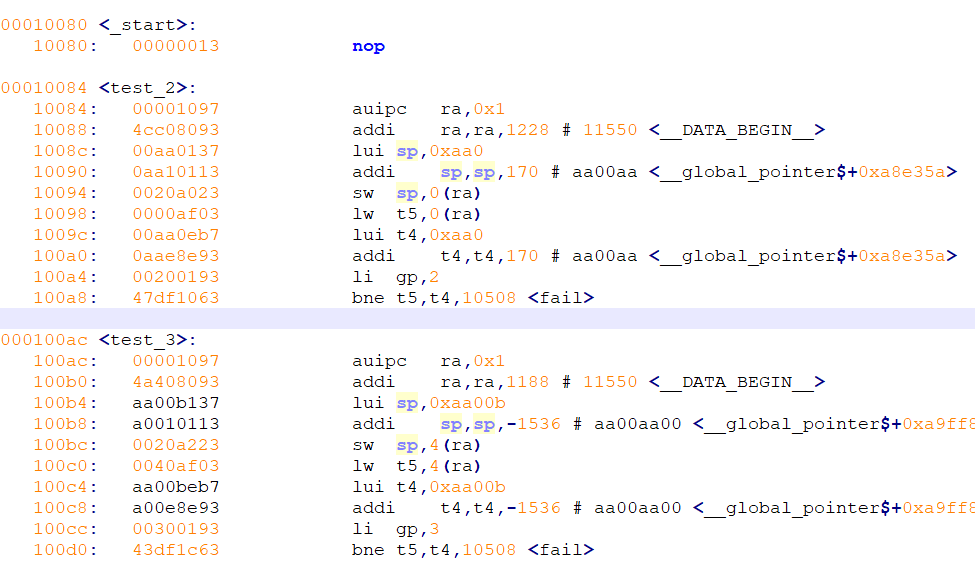 00010080 <_start>:
10080: 00000013 nop
00010084 <test_2>:
10084: 00001097 auipc ra,0x1
10088: 4cc08093 addi ra,ra,1228 # 11550 <__DATA_BEGIN__>
1008c: 00aa0137 lui sp,0xaa0
10090: 0aa10113 addi sp,sp,170 # aa00aa <__global_pointer$+0xa8e35a>
10094: 0020a023 sw sp,0(ra)
10098: 0000af03 lw t5,0(ra)
1009c: 00aa0eb7 lui t4,0xaa0
100a0: 0aae8e93 addi t4,t4,170 # aa00aa <__global_pointer$+0xa8e35a>
100a4: 00200193 li gp,2
100a8: 47df1063 bne t5,t4,10508 <fail>
000100ac <test_3>:
100ac: 00001097 auipc ra,0x1
100b0: 4a408093 addi ra,ra,1188 # 11550 <__DATA_BEGIN__>
100b4: aa00b137 lui sp,0xaa00b
100b8: a0010113 addi sp,sp,-1536 # aa00aa00 <__global_pointer$+0xa9ff8
100bc: 0020a223 sw sp,4(ra)
100c0: 0040af03 lw t5,4(ra)
100c4: aa00beb7 lui t4,0xaa00b
100c8: a00e8e93 addi t4,t4,-1536 # aa00aa00 <__global_pointer$+0xa9ff8
100cc: 00300193 li gp,3
100d0: 43df1c63 bne t5,t4,10508 <fail>